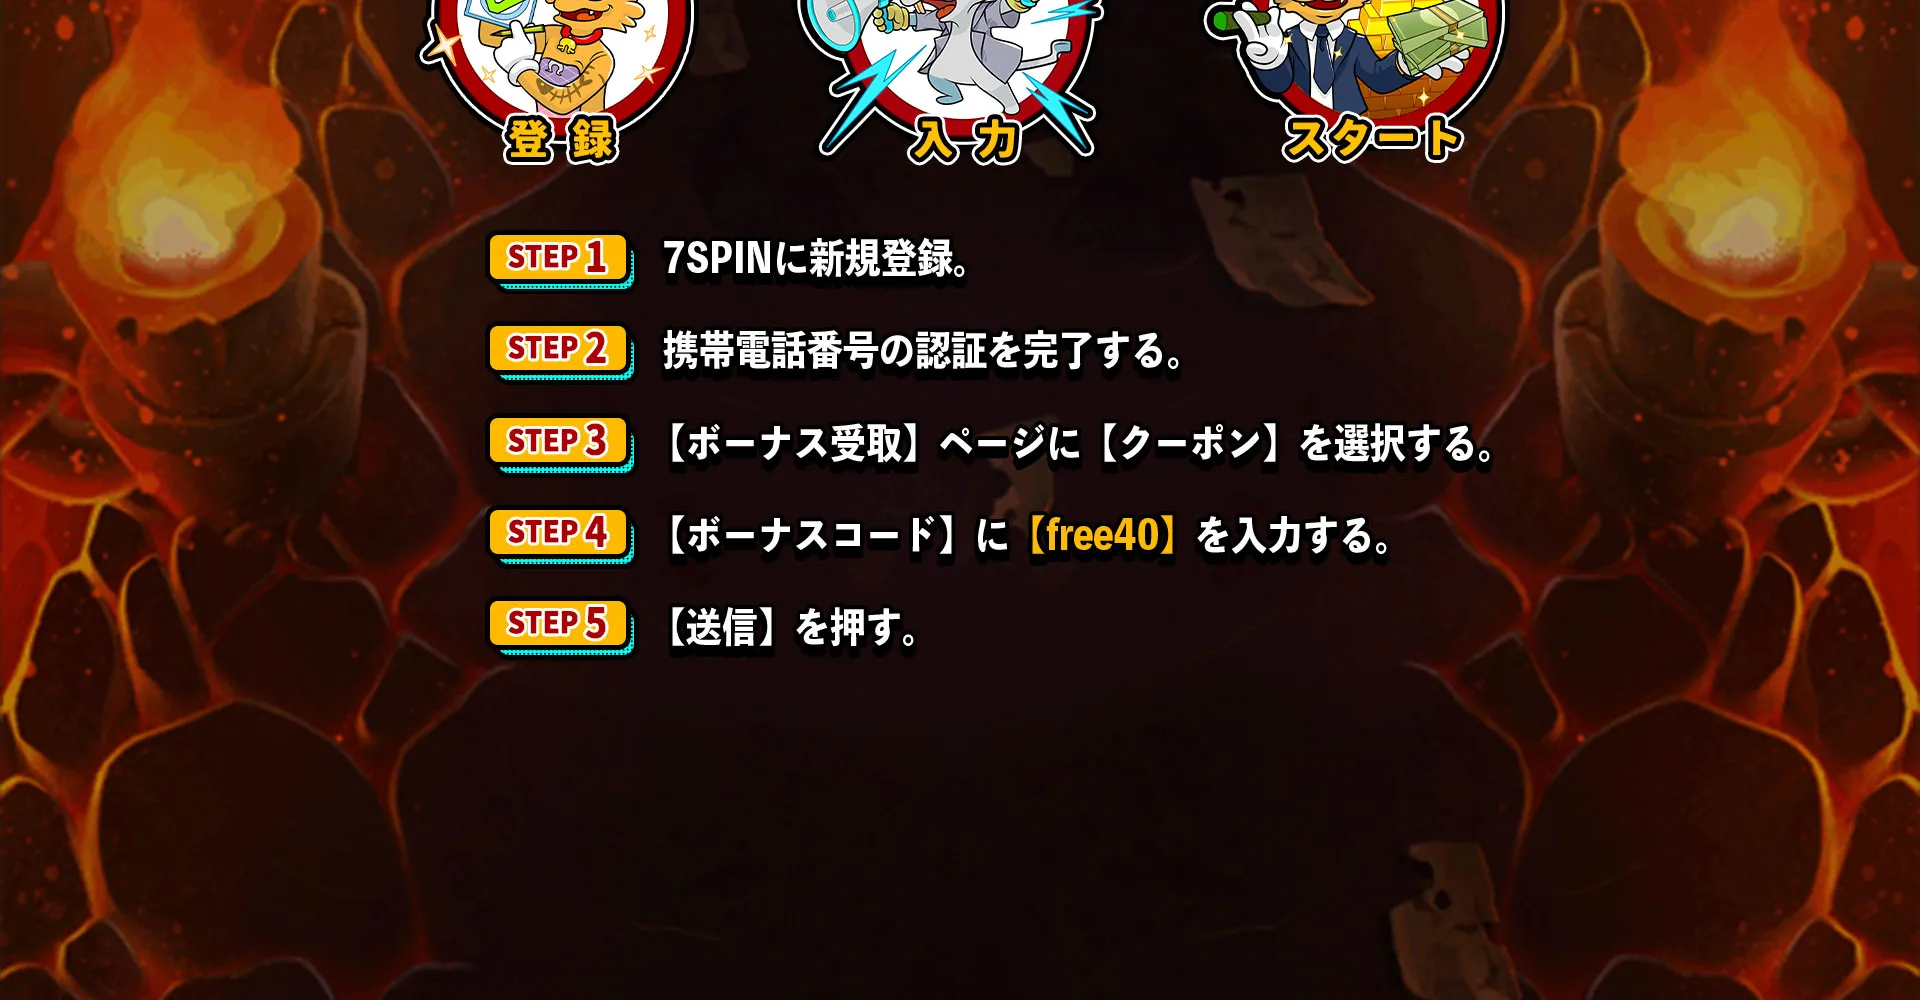 登録
入力
スタート
STEP 1 7SPINに新規登録。
STEP 2 携帯電話番号の認証を完了する。
STEP 3 【ボーナス受取】ページに【クーポン】を選択する。
STEP 4 【ボーナスコード】に【free40】を入力する。
STEP 5 【送信】を押す。